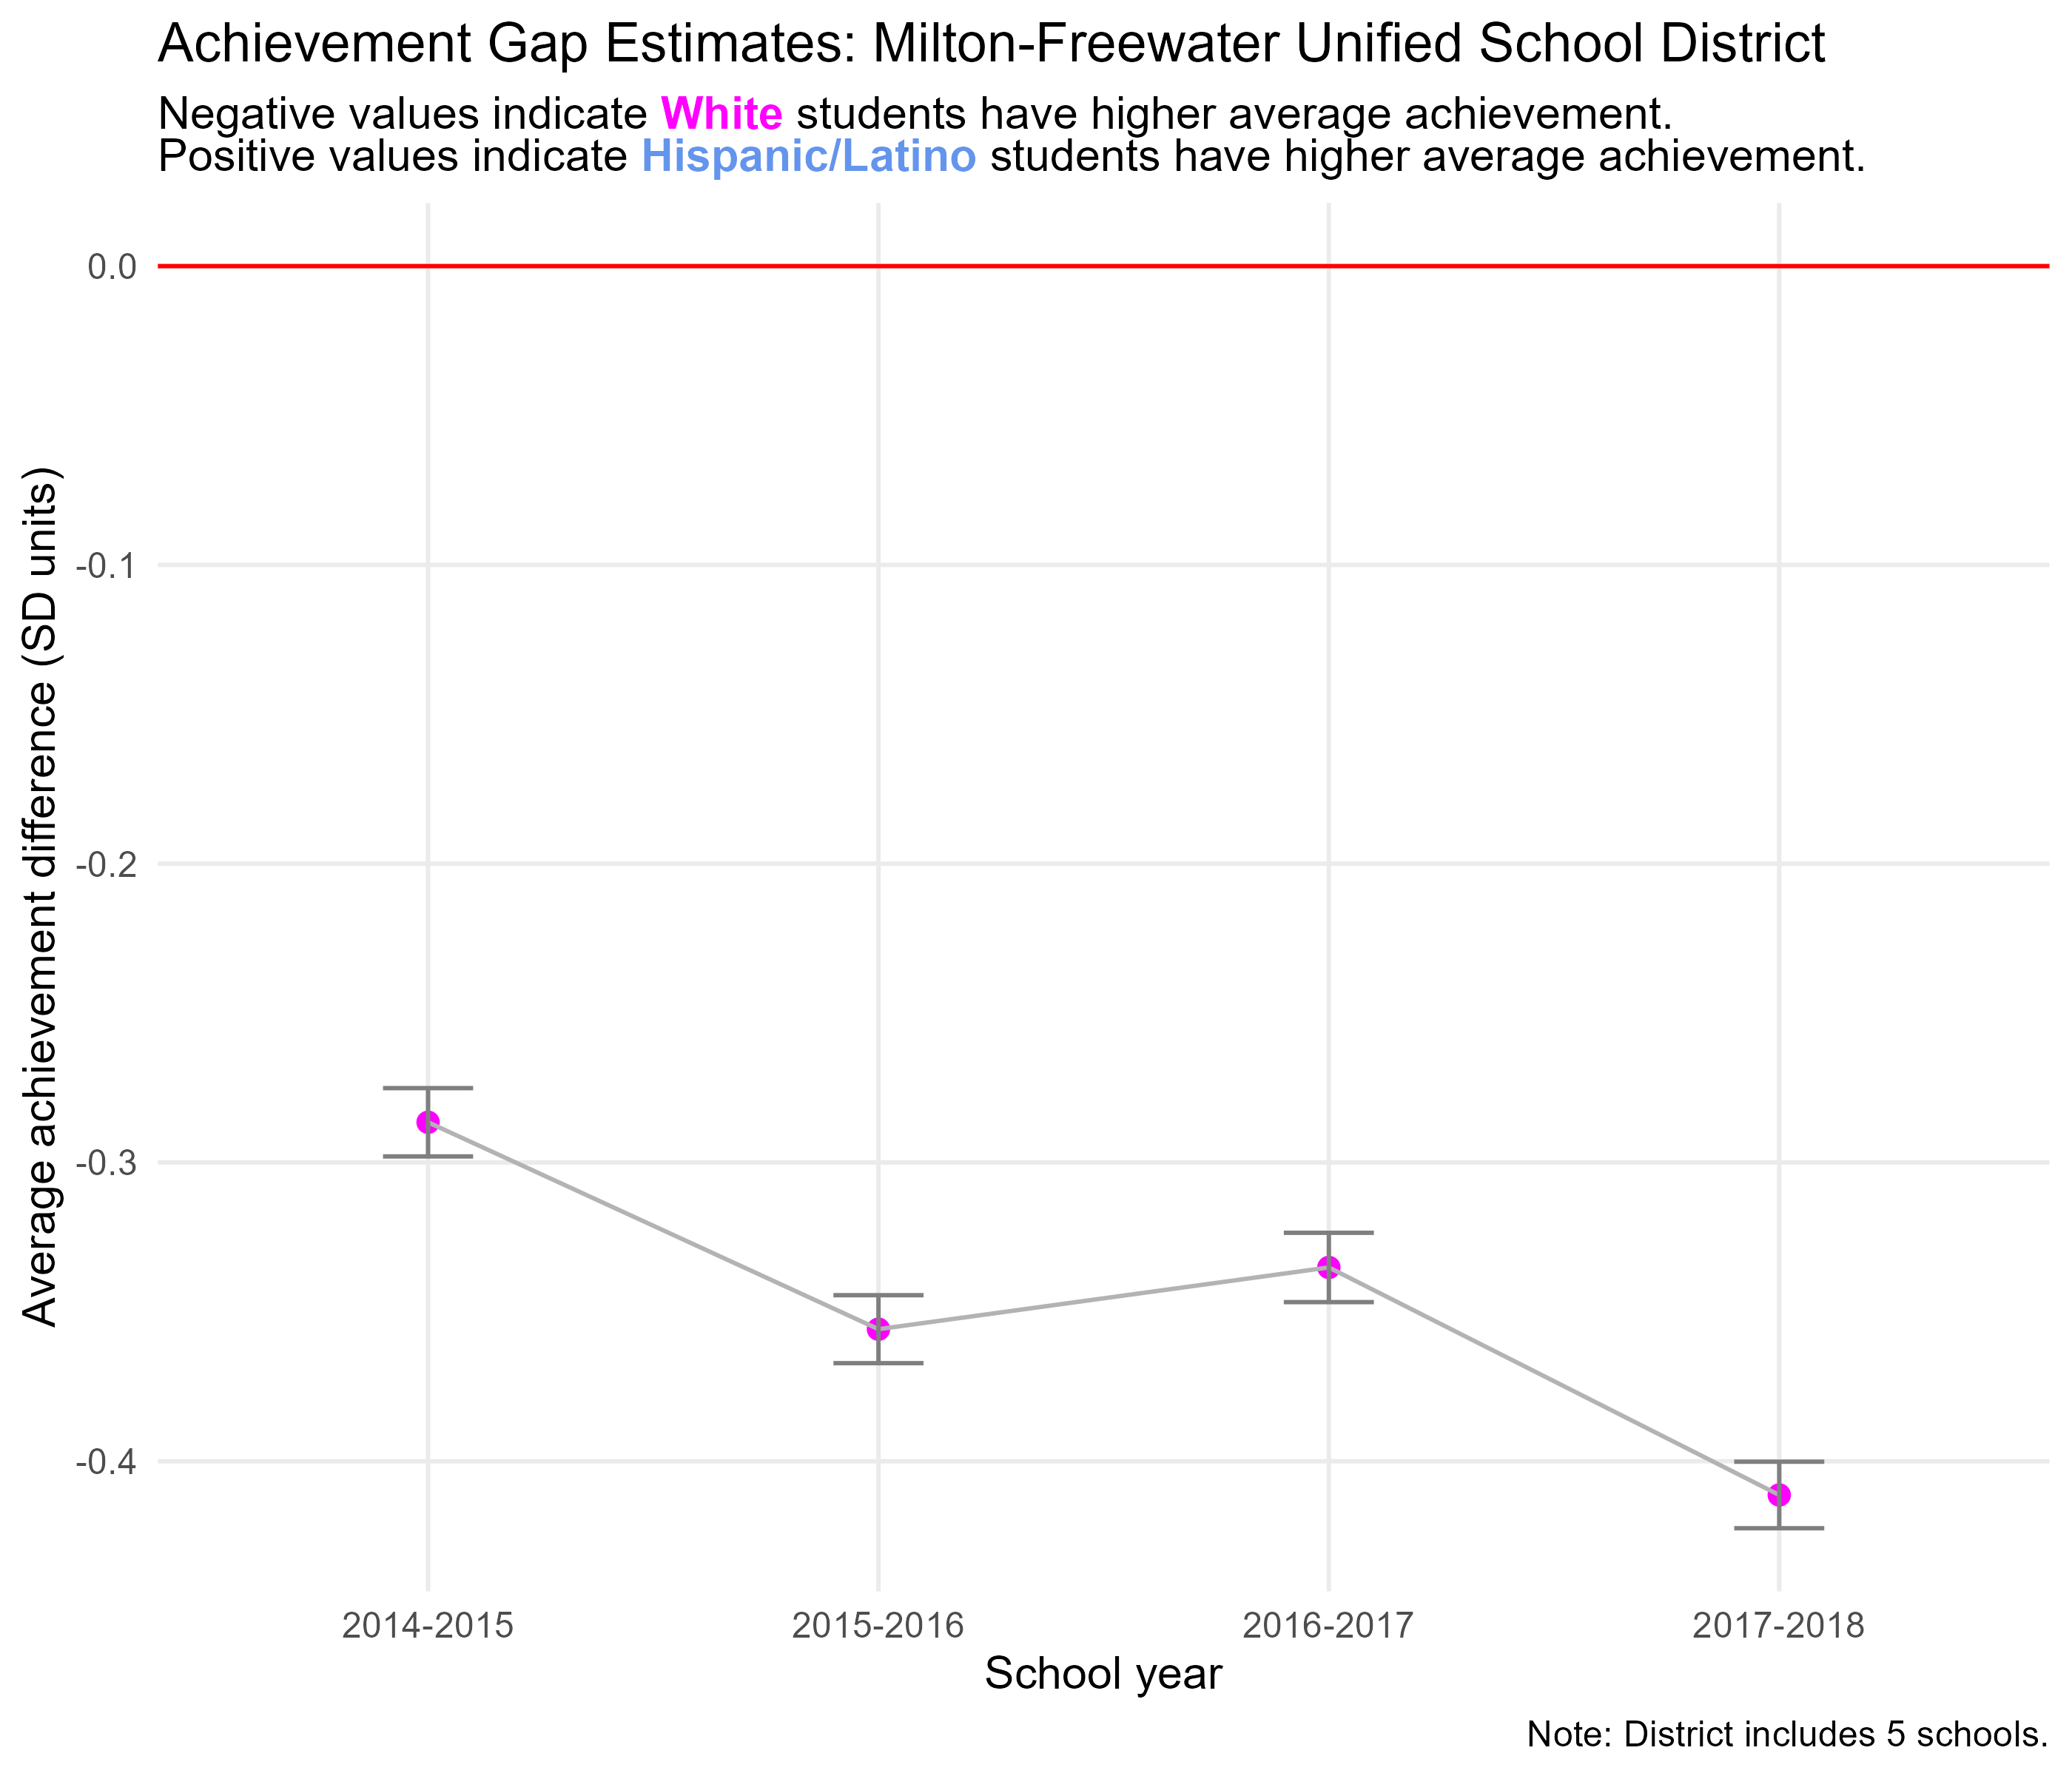 Achievement Gap Estimates: Milton-Freewater Unified School District
Negative values indicate White students have higher average achievement.
Positive values indicate Hispanic/Latino students have higher average achievement.
Average achievement difference (SD units)
0.0
-0.1
-0.2
-0.3
-0.4
2014-2015 2015-2016 2016-2017 2017-2018
School year
Note: District includes 5 schools.